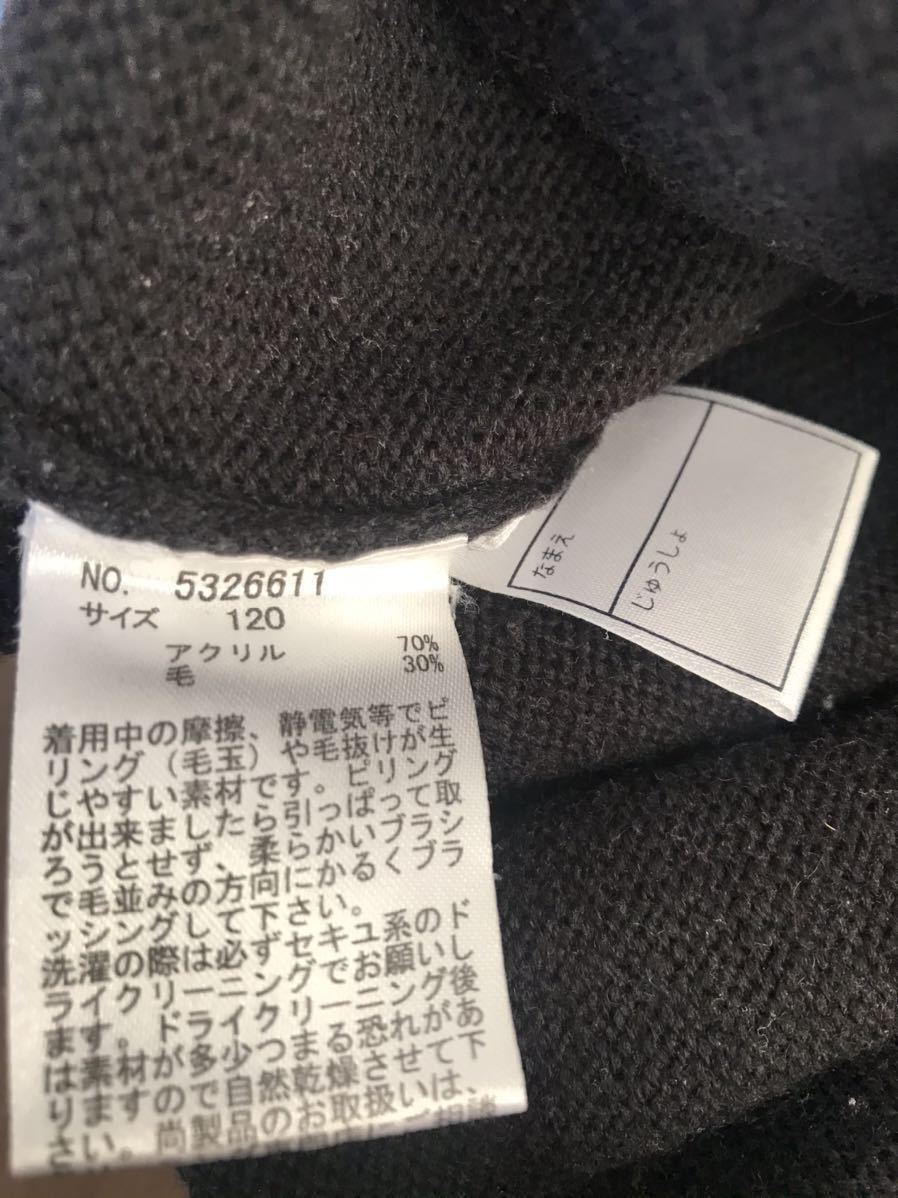 NO. 5326611
サイズ 120
アクリル 70%
毛 30%
着用中の摩擦、静電気等でピ
リング（毛玉）や毛抜けが生
じやすい素材です。ピリング
が出来ましたら引っぱって取
ろうとせず、柔らかいブラシ
で毛並みの方向にかるくブラ
ッシングして下さい。
洗濯の際は必ずセキユ系のド
ライクリーニングでお願いし
ます。ドライクリーニング後
は素材が多少つまる恐れがあ
りますので自然乾燥させて下
さい。尚製品のお取扱いは、
ご相談
なまえ
じゅうしょ